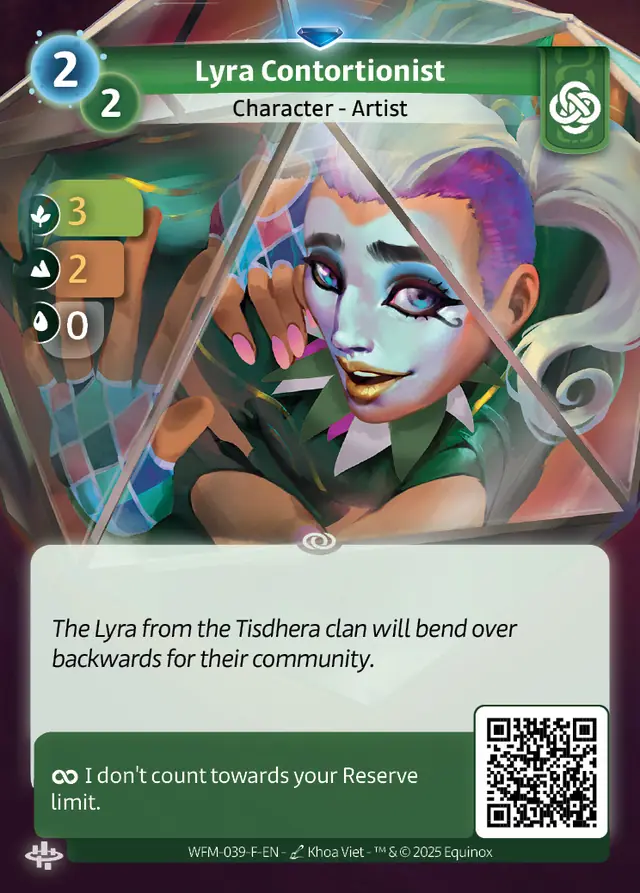 2
Lyra Contortionist
2
Character - Artist
3
2
0
The Lyra from the Tisdhera clan will bend over
backwards for their community.
∞ I don't count towards your Reserve
limit.
WFM-039-F-EN - Khoa Viet - ™ & © 2025 Equinox